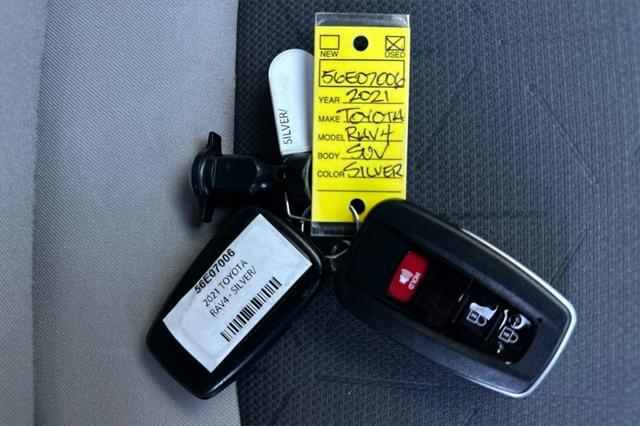 NEW USED
56E07006
YEAR 2021
MAKE TOYOTA
MODEL RAV4
BODY SUV
COLOR SILVER
SILVER/
56E07006
2021 TOYOTA
RAV4 - SILVER/
HOLD